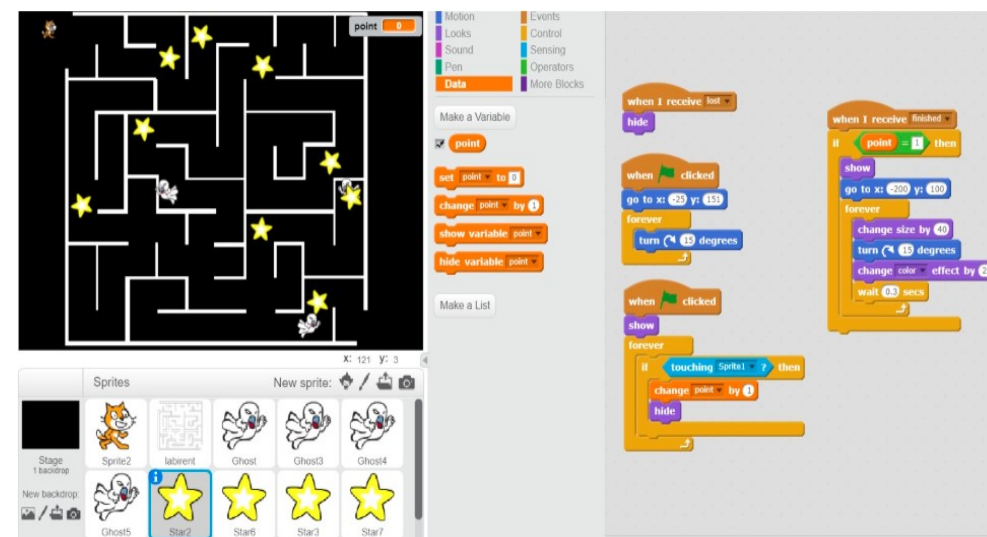 point 0
Motion
Looks
Sound
Pen
Data
Events
Control
Sensing
Operators
More Blocks
Make a Variable
point
set point to 0
change point by 1
show variable point
hide variable point
Make a List
when I receive lost
hide
when clicked
go to x: -25 y: 151
forever
turn 15 degrees
when clicked
show
forever
if touching Sprite1 ? then
change point by 1
hide
when I receive finished
if point = 1 then
show
go to x: -200 y: 100
forever
change size by 40
turn 15 degrees
change color effect by 2
wait 0.3 secs
x: 121 y: 3
Sprites
New sprite:
Stage
1 backdrop
New backdrop:
Sprite2
labirent
Ghost
Ghost3
Ghost4
Ghost5
Star2
Star6
Star3
Star7